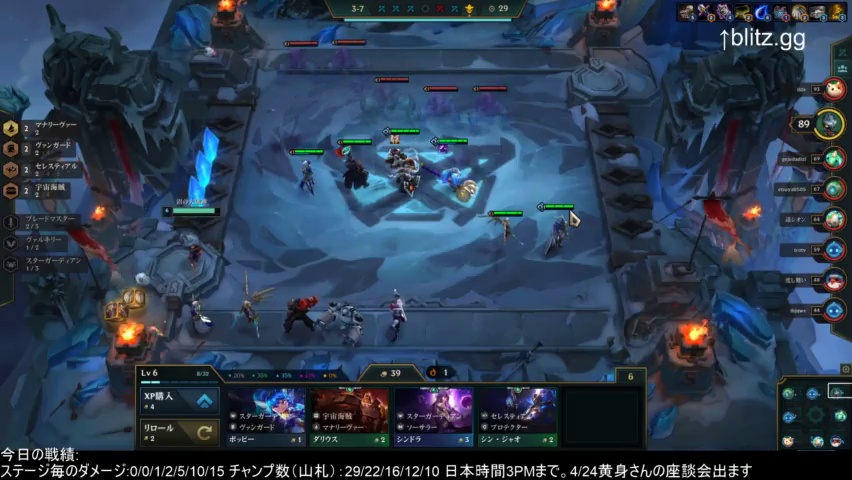 3-7
29
↑blitz.gg
2 マナリーヴァー
2
2 ヴァンガード
2
2 セレスティアル
2
2 宇宙海賊
2
ブレードマスター
2/3
ヴァルキリー
1/2
スターガーディアン
1/3
89
Lv 6
39
1
6
XP購入
4
リロール
2
スターガーディアン
ヴァンガード
ポッピー 1
宇宙海賊
マナリーヴァー
ダリウス 2
スターガーディアン
ソーサラー
シンドラ 3
セレスティアル
プロテクター
シン・ジャオ 2
今日の戦績:
ステージ毎のダメージ:0/0/1/2/5/10/15 チャンプ数(山札):29/22/16/12/10 日本時間3PMまで。4/24黄身さんの座談会出ます